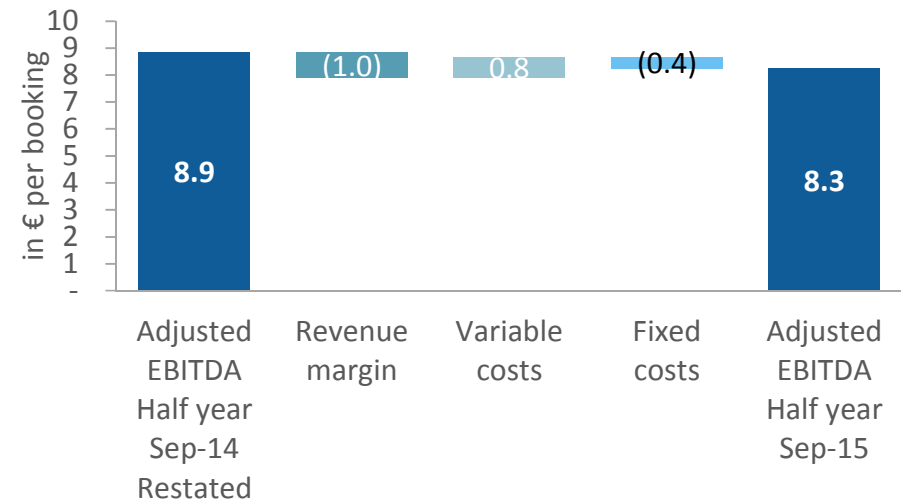 in € per booking
10
9
8
7
6
5
4
3
2
1
-
8.9
(1.0)
0.8
(0.4)
8.3
Adjusted
EBITDA
Half year
Sep-14
Restated
Revenue
margin
Variable
costs
Fixed
costs
Adjusted
EBITDA
Half year
Sep-15